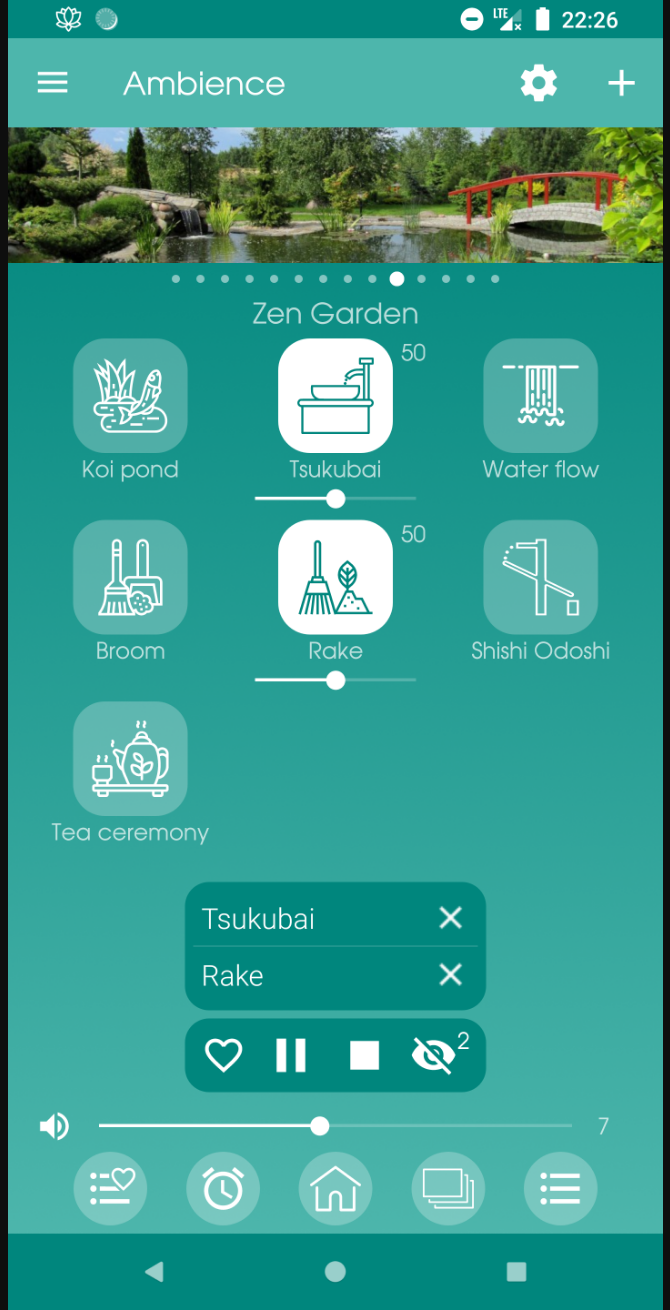 LTE 22:26
Ambience
Zen Garden
50
Koi pond Tsukubai Water flow
50
Broom Rake Shishi Odoshi
Tea ceremony
Tsukubai
Rake
2
7